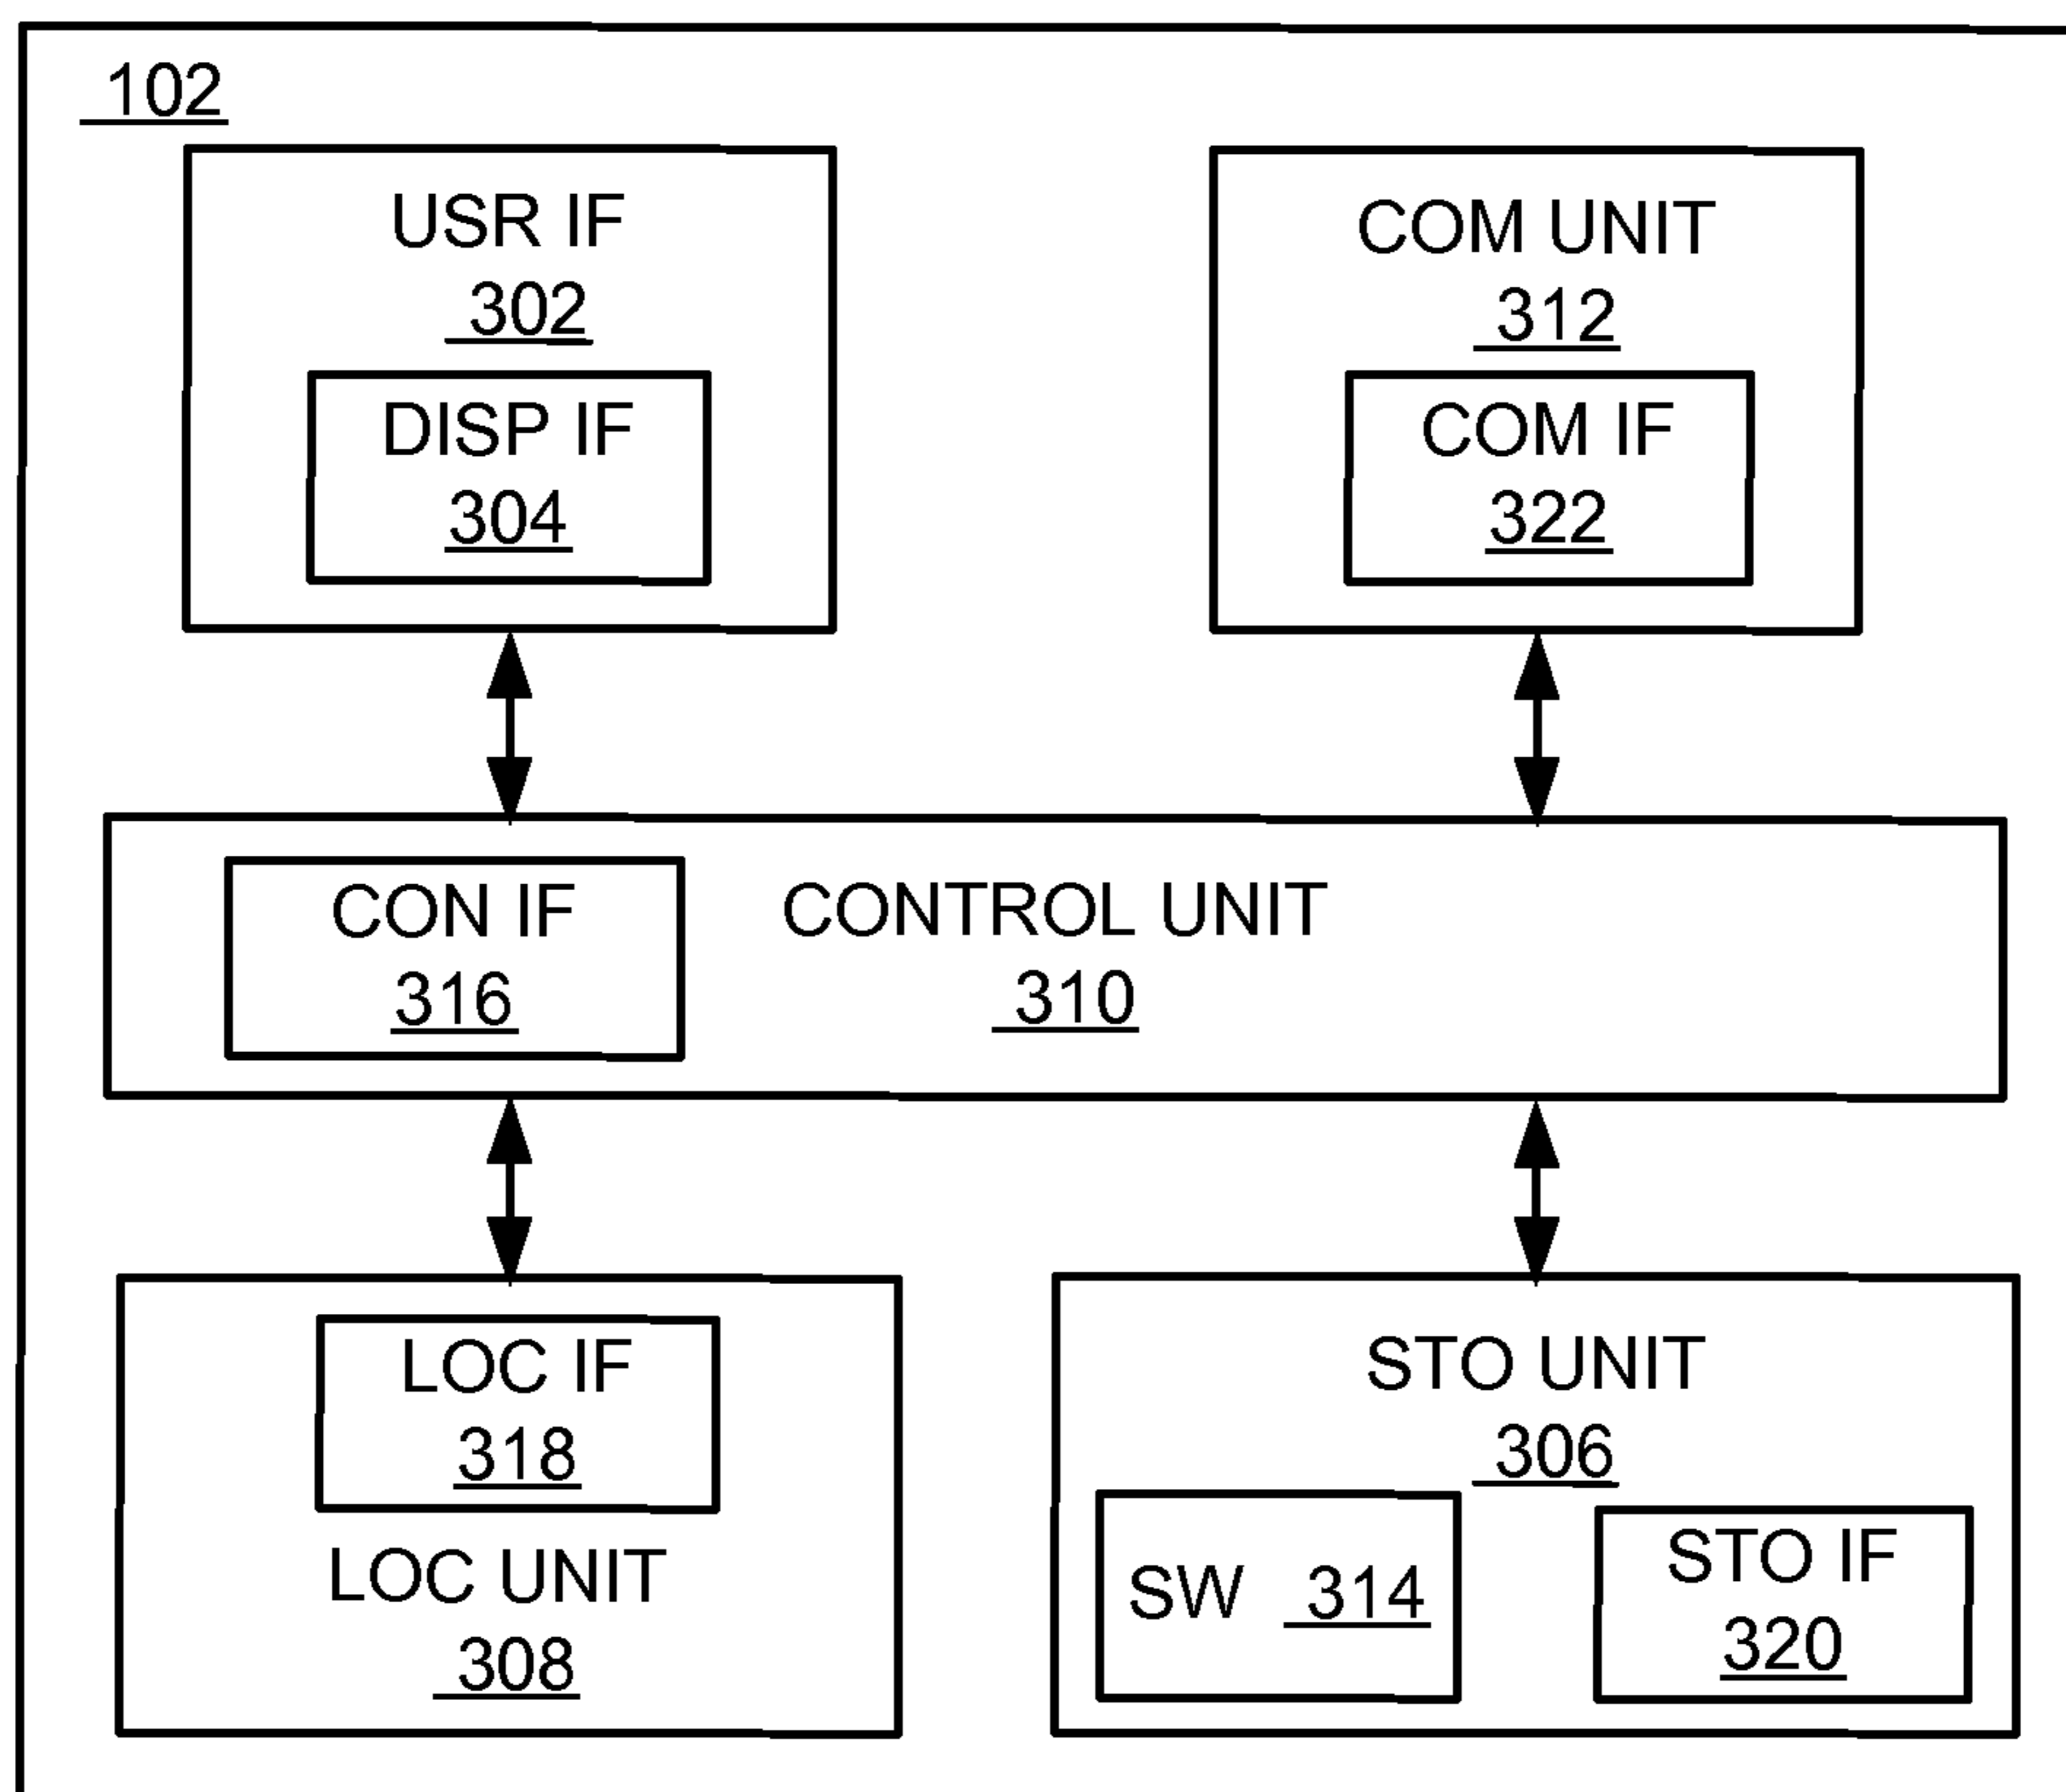 102
USR IF
302
DISP IF
304
COM UNIT
312
COM IF
322
CON IF
316
CONTROL UNIT
310
LOC IF
318
LOC UNIT
308
STO UNIT
306
SW 314
STO IF
320